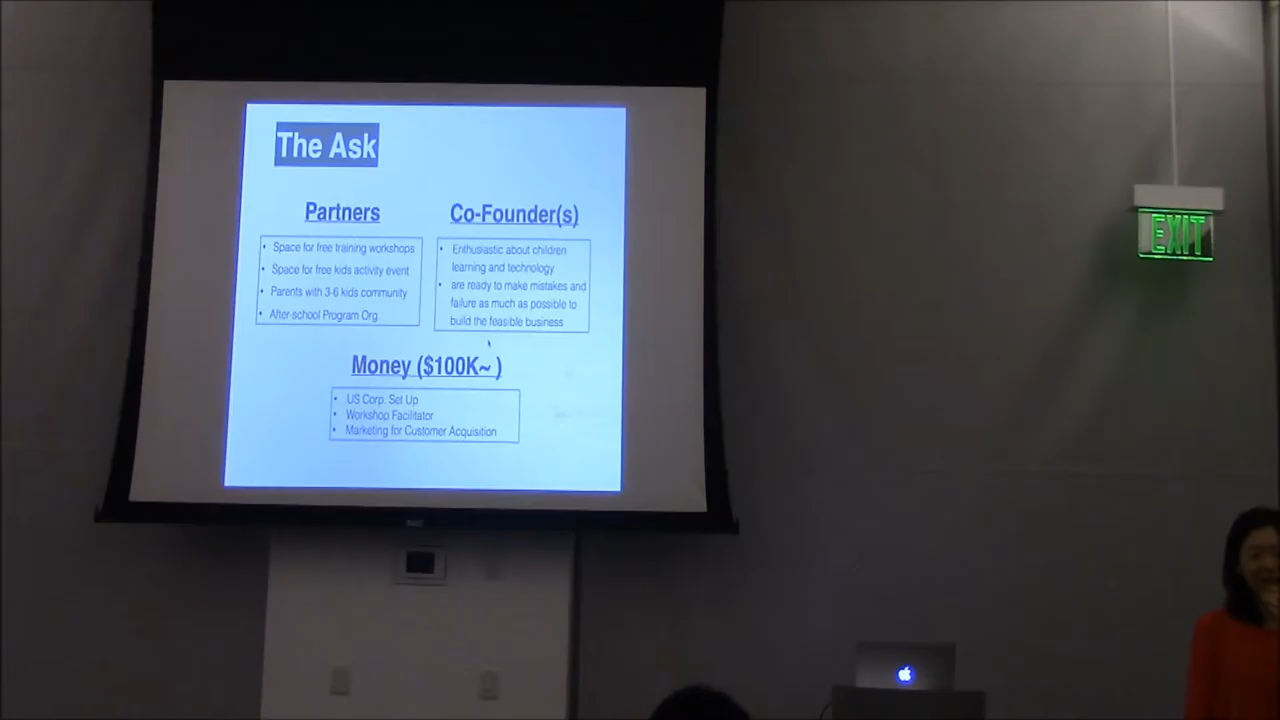 The Ask
Partners
• Space for free training workshops
• Space for free kids activity event
• Parents with 3-6 kids community
• After-school Program Org.
Co-Founder(s)
• Enthusiastic about children
learning and technology
• are ready to make mistakes and
failure as much as possible to
build the feasible business
Money ($100K~ )
• US Corp. Set Up
• Workshop Facilitator
• Marketing for Customer Acquisition
EXIT